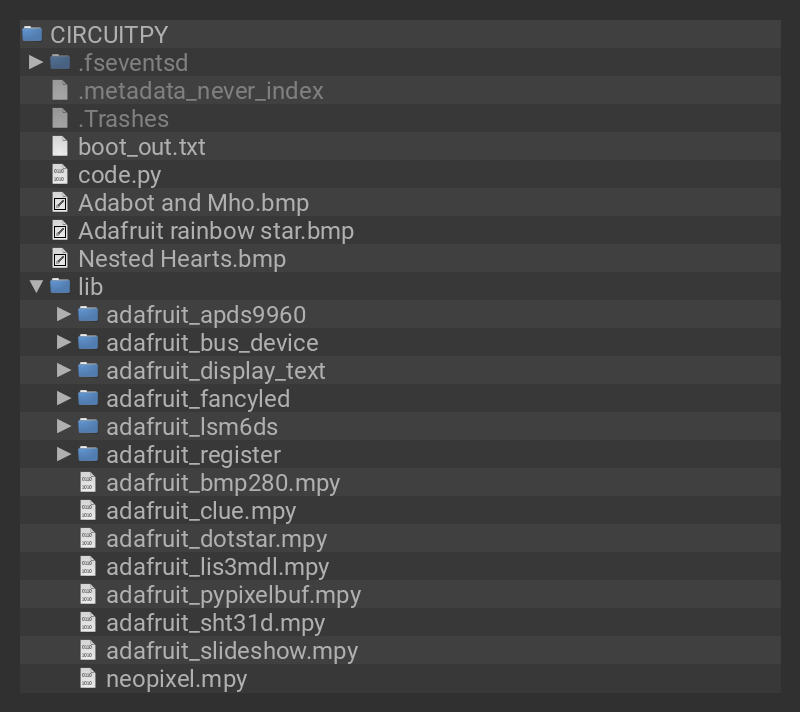 CIRCUITPY
.fseventsd
.metadata_never_index
.Trashes
boot_out.txt
code.py
Adabot and Mho.bmp
Adafruit rainbow star.bmp
Nested Hearts.bmp
lib
adafruit_apds9960
adafruit_bus_device
adafruit_display_text
adafruit_fancyled
adafruit_lsm6ds
adafruit_register
adafruit_bmp280.mpy
adafruit_clue.mpy
adafruit_dotstar.mpy
adafruit_lis3mdl.mpy
adafruit_pypixelbuf.mpy
adafruit_sht31d.mpy
adafruit_slideshow.mpy
neopixel.mpy